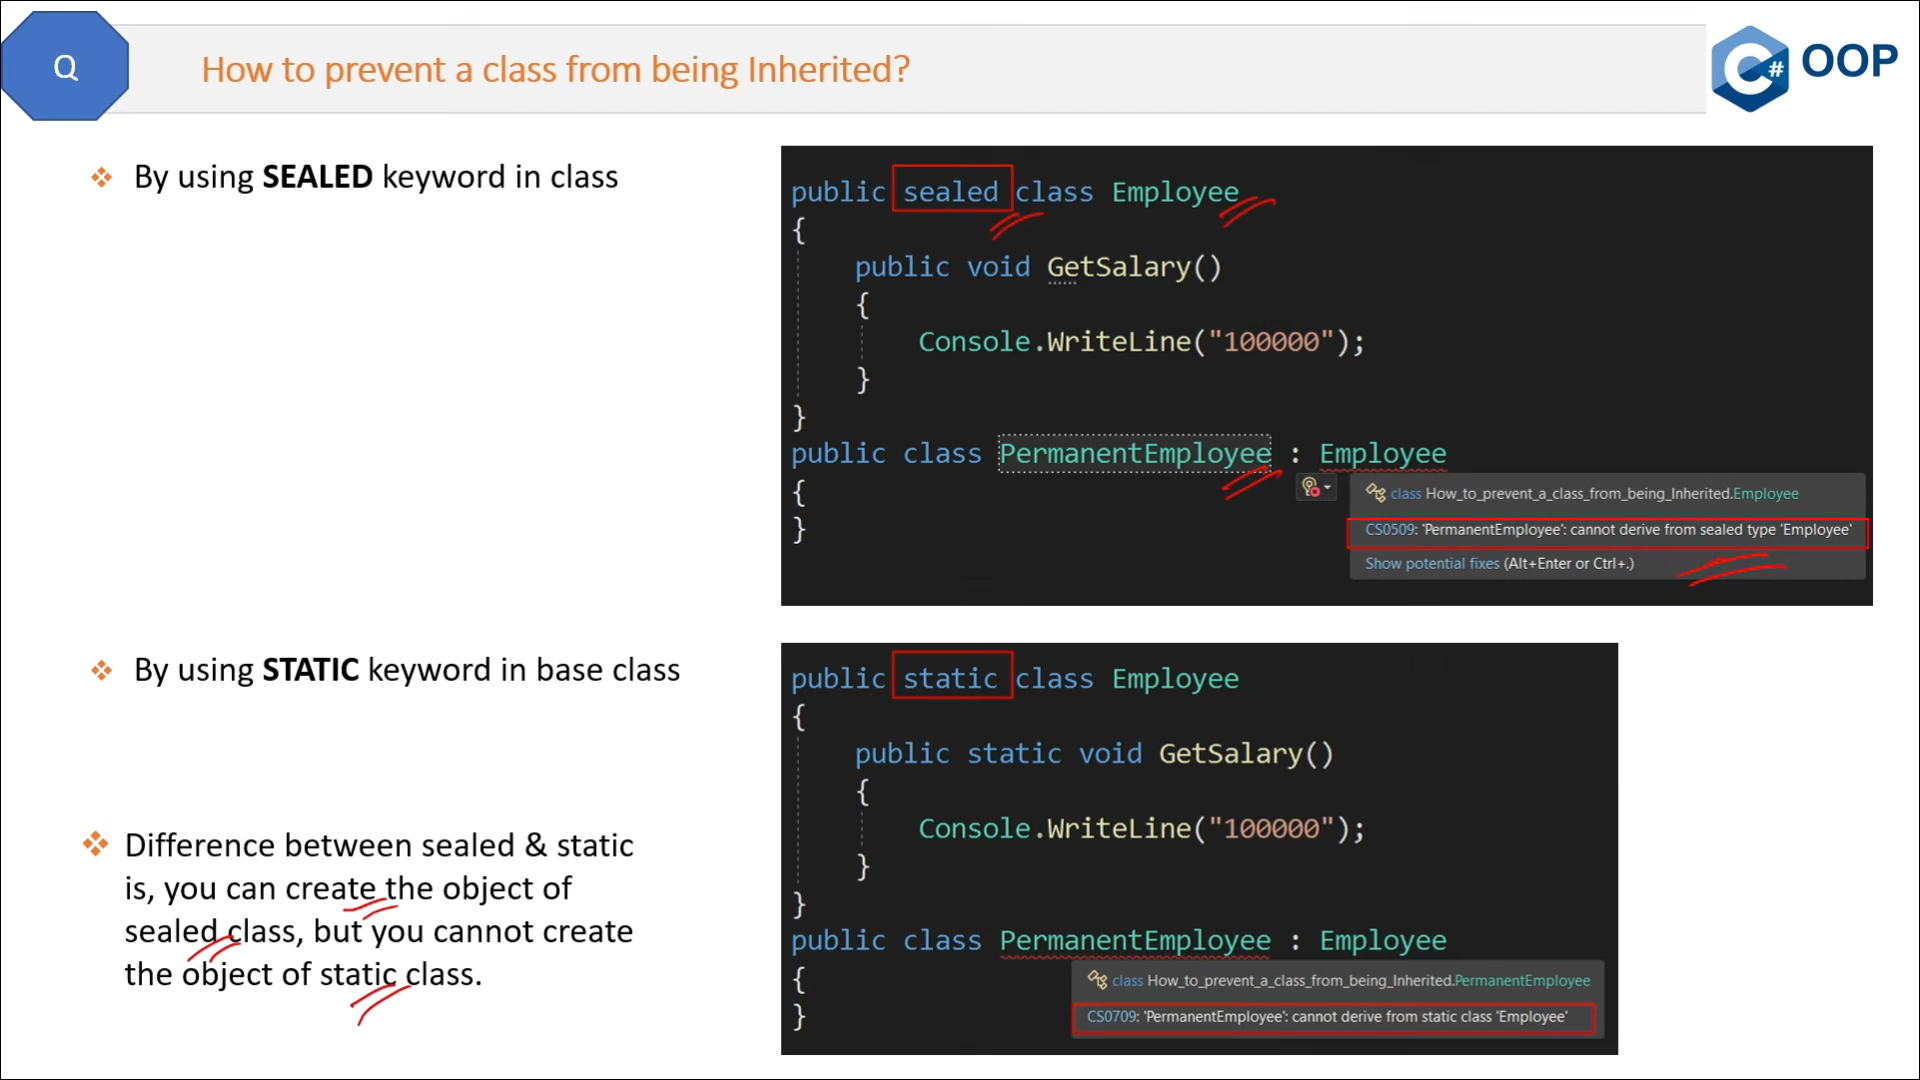 Q
How to prevent a class from being Inherited?
C#
OOP
❖ By using SEALED keyword in class
public sealed class Employee
{
public void GetSalary()
{
Console.WriteLine("100000");
}
}
public class PermanentEmployee : Employee
{
}
class How_to_prevent_a_class_from_being_Inherited.Employee
CS0509: 'PermanentEmployee': cannot derive from sealed type 'Employee'
Show potential fixes (Alt+Enter or Ctrl+.)
❖ By using STATIC keyword in base class
public static class Employee
{
public static void GetSalary()
{
Console.WriteLine("100000");
}
}
public class PermanentEmployee : Employee
{
}
class How_to_prevent_a_class_from_being_Inherited.PermanentEmployee
CS0709: 'PermanentEmployee': cannot derive from static class 'Employee'
❖ Difference between sealed & static
is, you can create the object of
sealed class, but you cannot create
the object of static class.